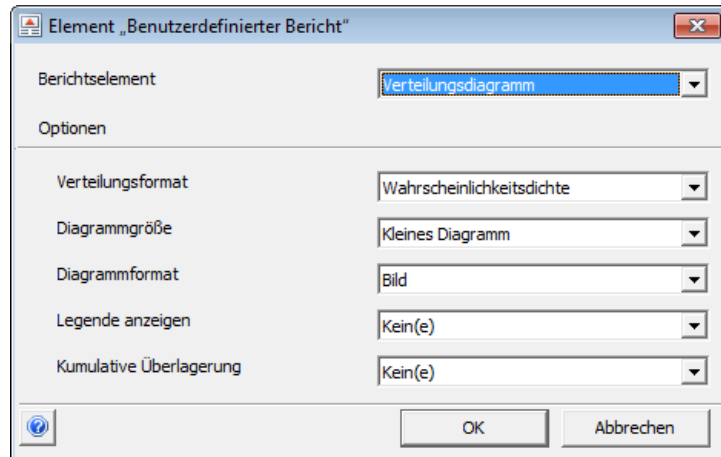 Element „Benutzerdefinierter Bericht“
Berichtselement Verteilungsdiagramm
Optionen
Verteilungsformat Wahrscheinlichkeitsdichte
Diagrammgröße Kleines Diagramm
Diagrammformat Bild
Legende anzeigen Kein(e)
Kumulative Überlagerung Kein(e)
OK Abbrechen